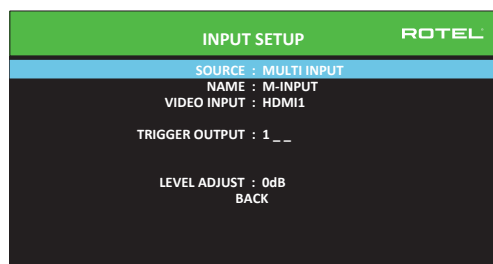 INPUT SETUP
ROTEL
SOURCE : MULTI INPUT
NAME : M-INPUT
VIDEO INPUT : HDMI1
TRIGGER OUTPUT : 1 _ _
LEVEL ADJUST : 0dB
BACK